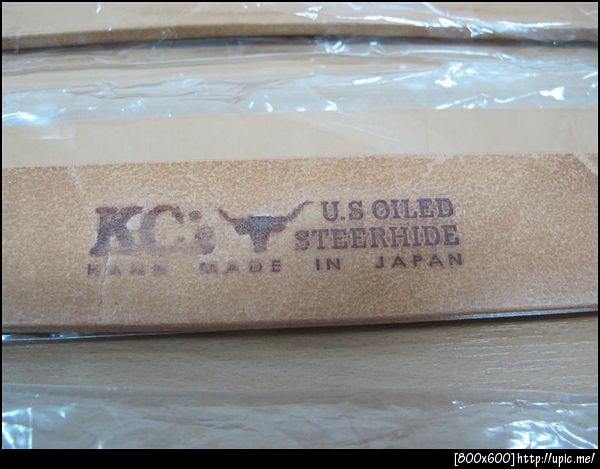 KC's U.S OILED
STEERHIDE
HAND MADE IN JAPAN
[800x600]http://upic.me/